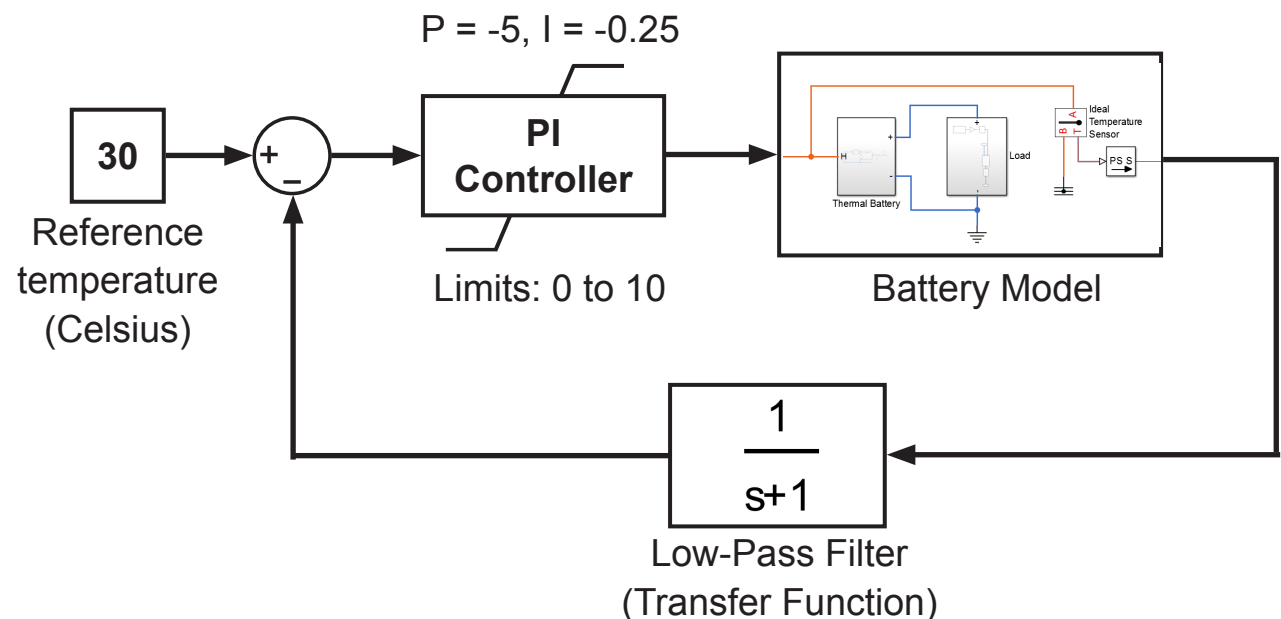 P = -5, I = -0.25
30
+
−
PI
Controller
Reference
temperature
(Celsius)
Limits: 0 to 10
H
+
-
Thermal Battery
+
-
Load
B
A
T
Ideal
Temperature
Sensor
PS S
Battery Model
1
s+1
Low-Pass Filter
(Transfer Function)